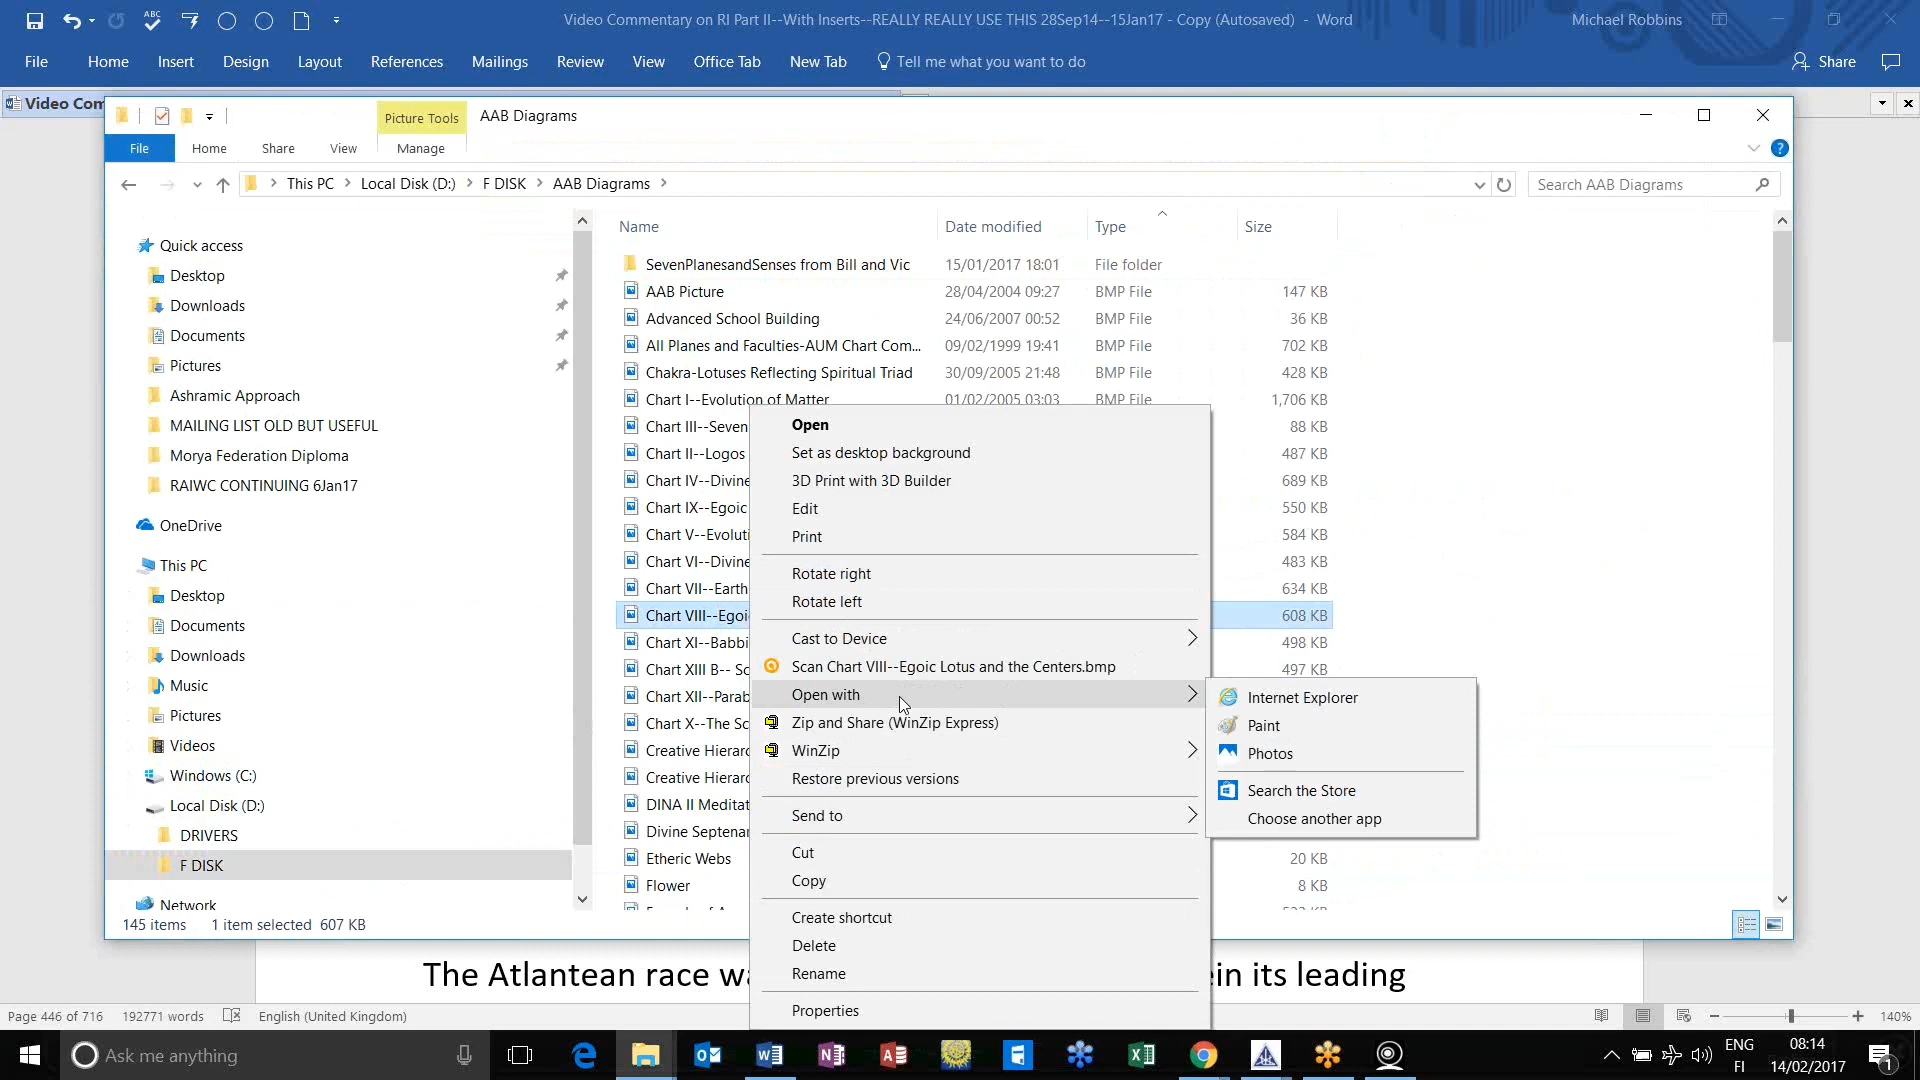 Video Commentary on RI Part II--With Inserts--REALLY REALLY USE THIS 28Sep14--15Jan17 - Copy (Autosaved) - Word
Michael Robbins
File Home Insert Design Layout References Mailings Review View Office Tab New Tab Tell me what you want to do Share
Video Com
Picture Tools AAB Diagrams
File Home Share View Manage
This PC Local Disk (D:) F DISK AAB Diagrams
Search AAB Diagrams
Quick access
Desktop
Downloads
Documents
Pictures
Ashramic Approach
MAILING LIST OLD BUT USEFUL
Morya Federation Diploma
RAIWC CONTINUING 6Jan17
OneDrive
This PC
Desktop
Documents
Downloads
Music
Pictures
Videos
Windows (C:)
Local Disk (D:)
DRIVERS
F DISK
Network
Name Date modified Type Size
SevenPlanesandSenses from Bill and Vic 15/01/2017 18:01 File folder
AAB Picture 28/04/2004 09:27 BMP File 147 KB
Advanced School Building 24/06/2007 00:52 BMP File 36 KB
All Planes and Faculties-AUM Chart Com... 09/02/1999 19:41 BMP File 702 KB
Chakra-Lotuses Reflecting Spiritual Triad 30/09/2005 21:48 BMP File 428 KB
Chart I--Evolution of Matter 01/02/2005 03:03 BMP File 1,706 KB
Chart III--Seven 88 KB
Chart II--Logos 487 KB
Chart IV--Divine 689 KB
Chart IX--Egoic 550 KB
Chart V--Evoluti 584 KB
Chart VI--Divine 483 KB
Chart VII--Earth 634 KB
Chart VIII--Egoi 608 KB
Chart XI--Babbi 498 KB
Chart XIII B-- Sc 497 KB
Chart XII--Parab
Chart X--The Sc
Creative Hierarc
Creative Hierarc
DINA II Meditat
Divine Septenar
Etheric Webs 20 KB
Flower 8 KB
Open
Set as desktop background
3D Print with 3D Builder
Edit
Print
Rotate right
Rotate left
Cast to Device
Scan Chart VIII--Egoic Lotus and the Centers.bmp
Open with
Zip and Share (WinZip Express)
WinZip
Restore previous versions
Send to
Cut
Copy
Create shortcut
Delete
Rename
Properties
Internet Explorer
Paint
Photos
Search the Store
Choose another app
145 items 1 item selected 607 KB
The Atlantean race wa ein its leading
Page 446 of 716 192771 words English (United Kingdom) 140%
Ask me anything
ENG
FI
08:14
14/02/2017
1